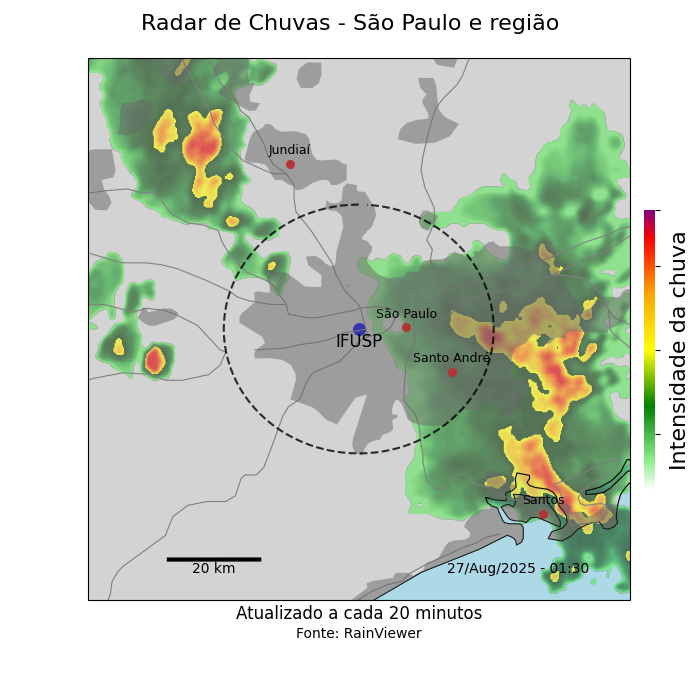 Radar de Chuvas - São Paulo e região
Jundiaí
São Paulo
IFUSP
Santo André
Santos
20 km
27/Aug/2025 - 01:30
Intensidade da chuva
Atualizado a cada 20 minutos
Fonte: RainViewer